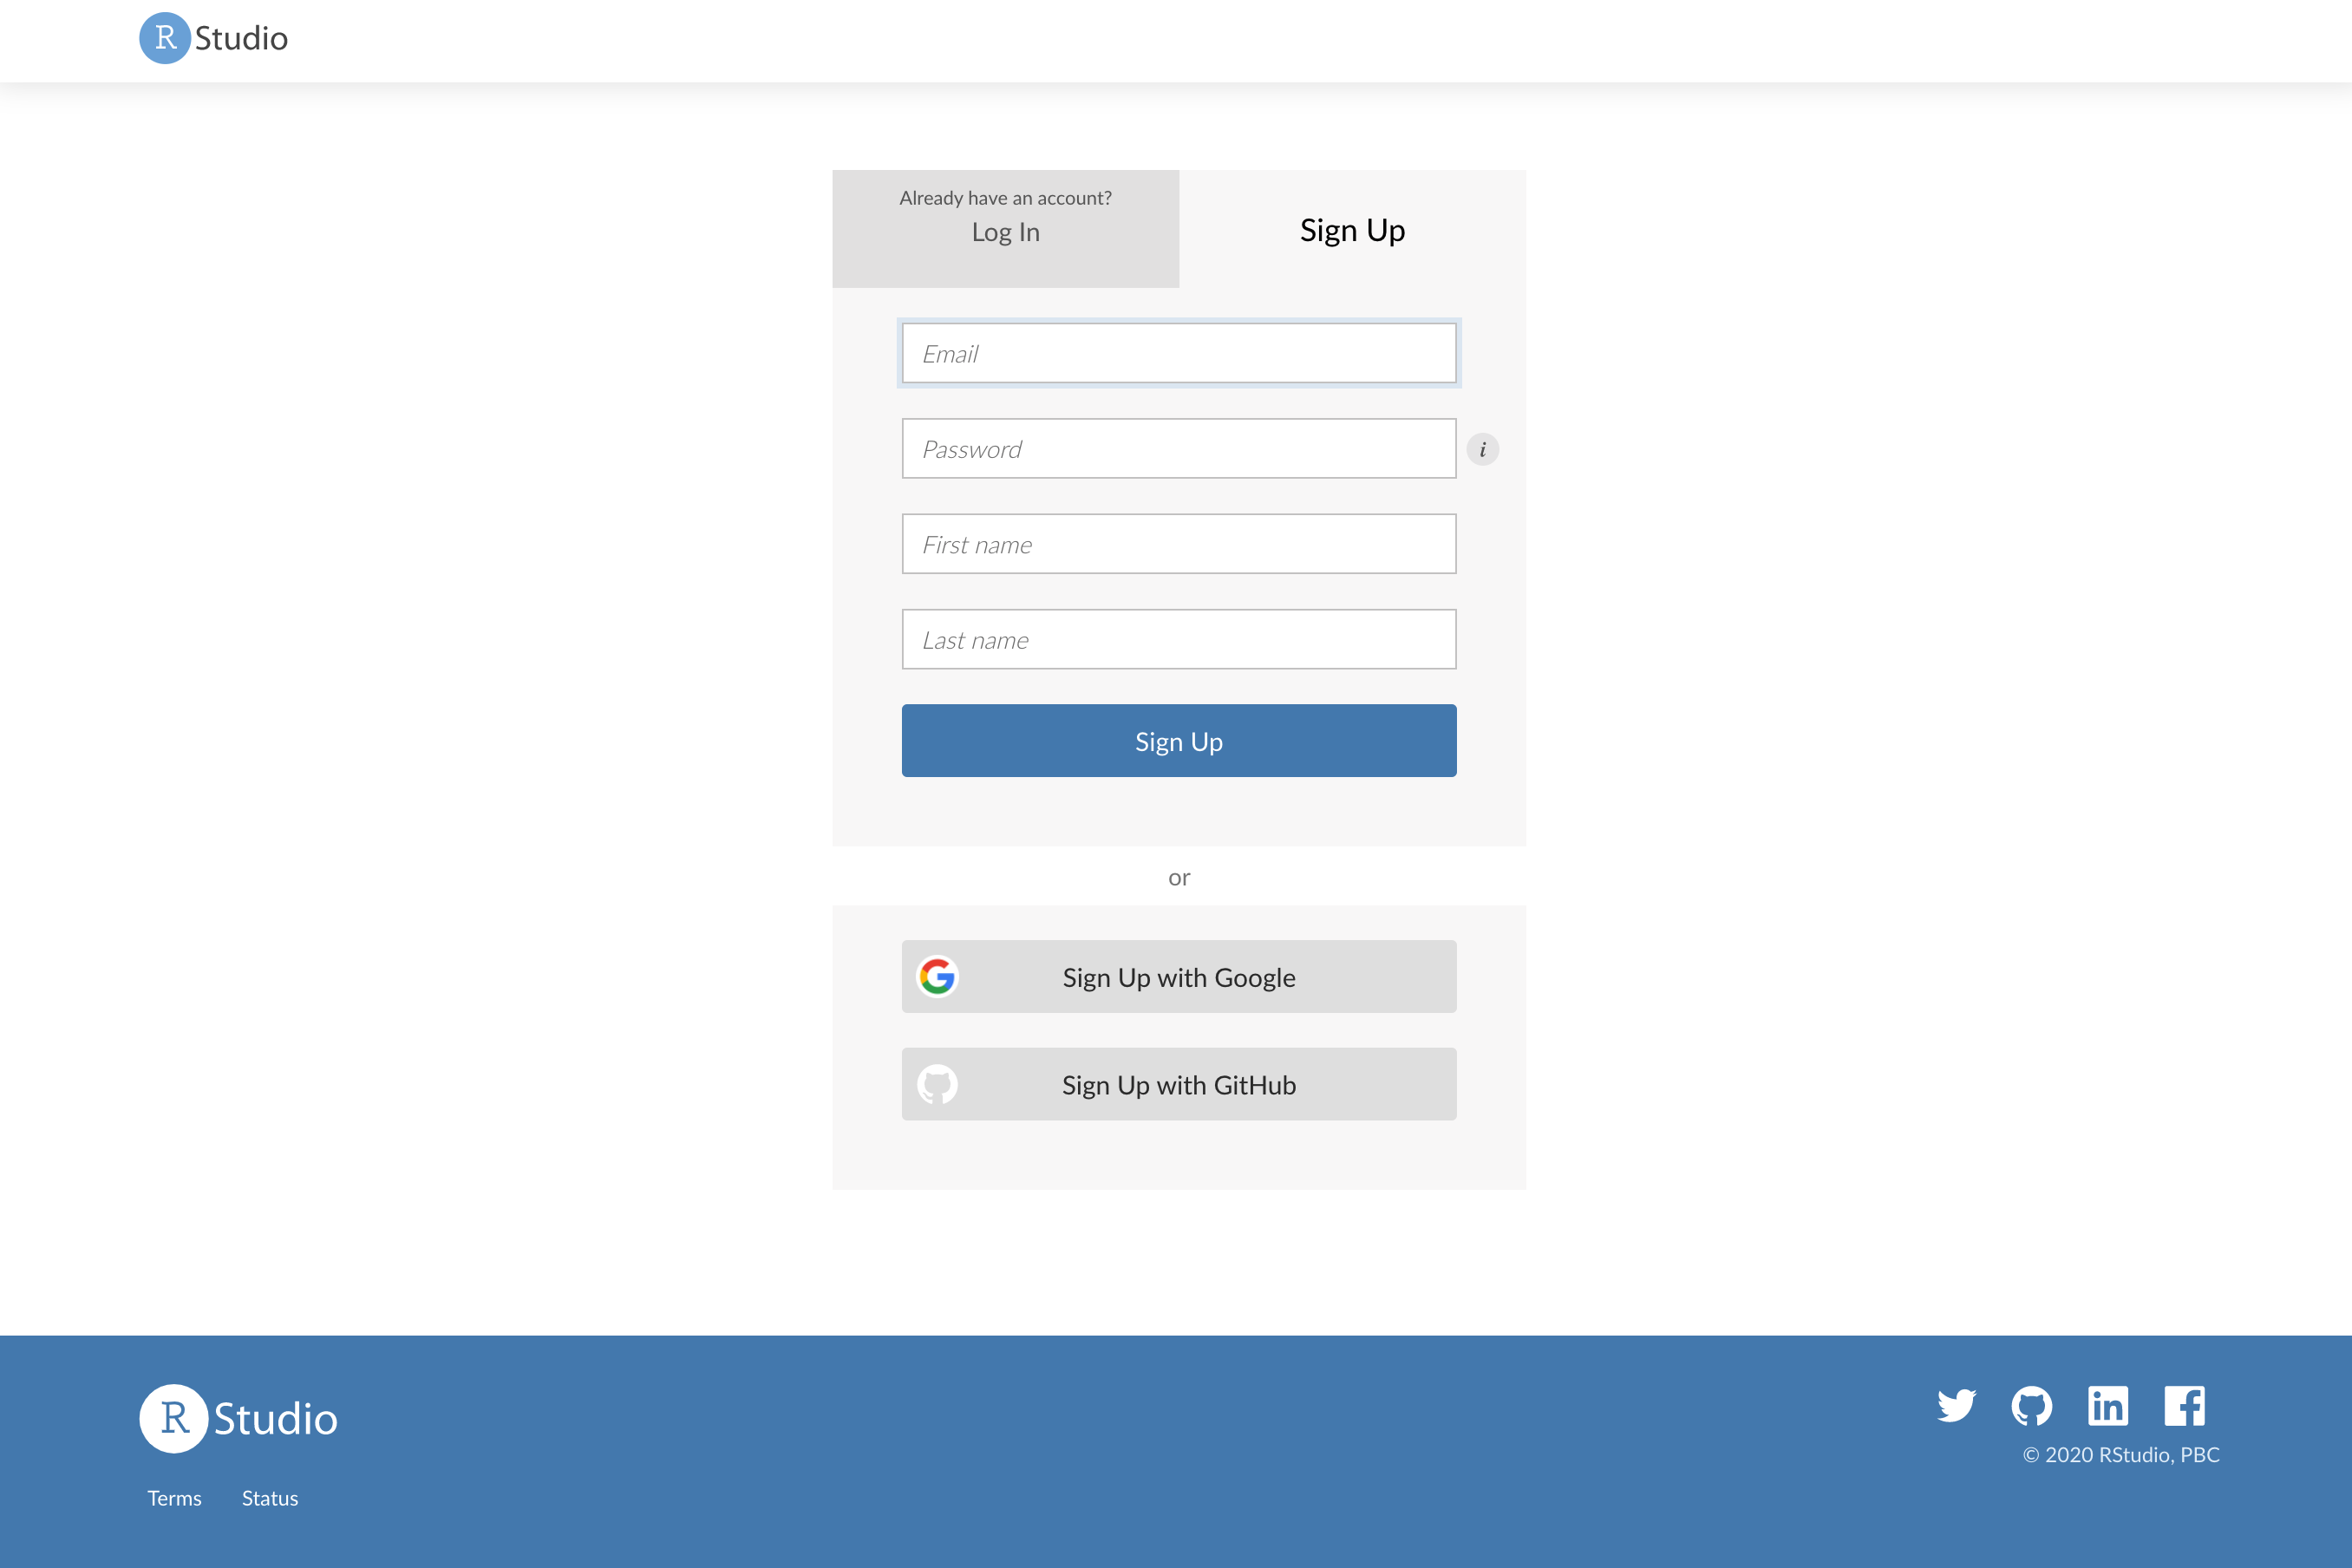 R Studio
Already have an account?
Log In
Sign Up
Email
Password
i
First name
Last name
Sign Up
or
Sign Up with Google
Sign Up with GitHub
R Studio
© 2020 RStudio, PBC
Terms Status